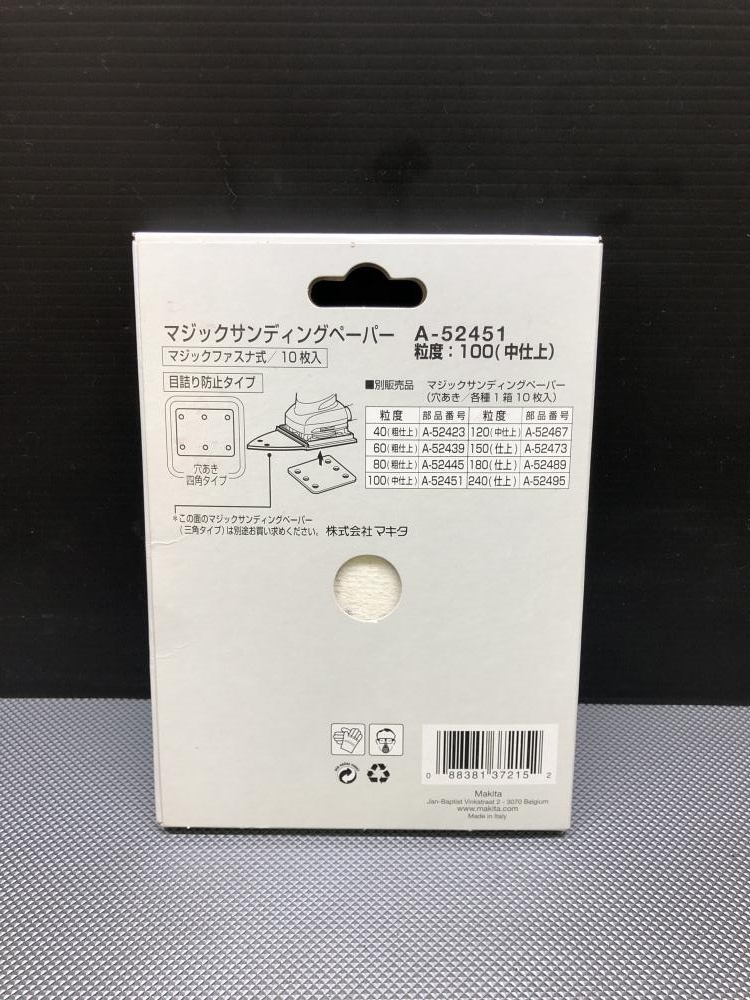 マジックサンディングペーパー A-52451
マジックファスナ式/10枚入 粒度：100(中仕上)
目詰り防止タイプ
穴あき
四角タイプ
■別販売品 マジックサンディングペーパー
(穴あき/各種1箱10枚入)
粒度 部品番号 粒度 部品番号
40(粗仕上) A-52423 120(中仕上) A-52467
60(粗仕上) A-52439 150(仕上) A-52473
80(粗仕上) A-52445 180(仕上) A-52489
100(中仕上) A-52451 240(仕上) A-52495
*この面のマジックサンディングペーパー
(三角タイプ)は別途お買い求めください。 株式会社マキタ
0 88381 37215 2
Makita
Jan-Baptist Vinkstraat 2 - 3070 Belgium
www.makita.com
Made in Italy